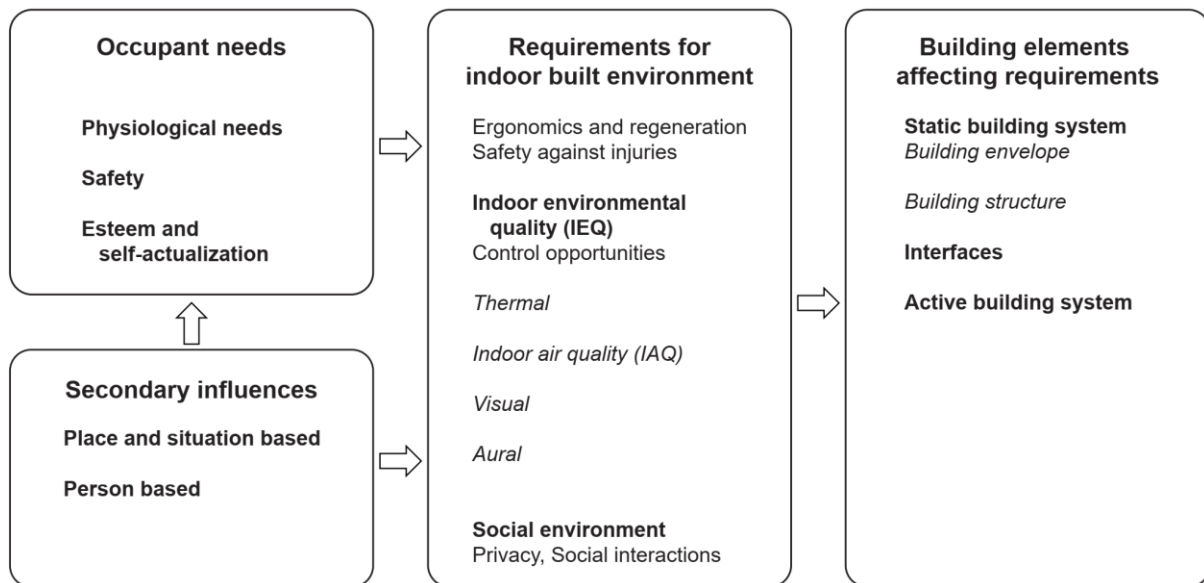 Occupant needs
Physiological needs
Safety
Esteem and
self-actualization
Secondary influences
Place and situation based
Person based
Requirements for
indoor built environment
Ergonomics and regeneration
Safety against injuries
Indoor environmental
quality (IEQ)
Control opportunities
Thermal
Indoor air quality (IAQ)
Visual
Aural
Social environment
Privacy, Social interactions
Building elements
affecting requirements
Static building system
Building envelope
Building structure
Interfaces
Active building system